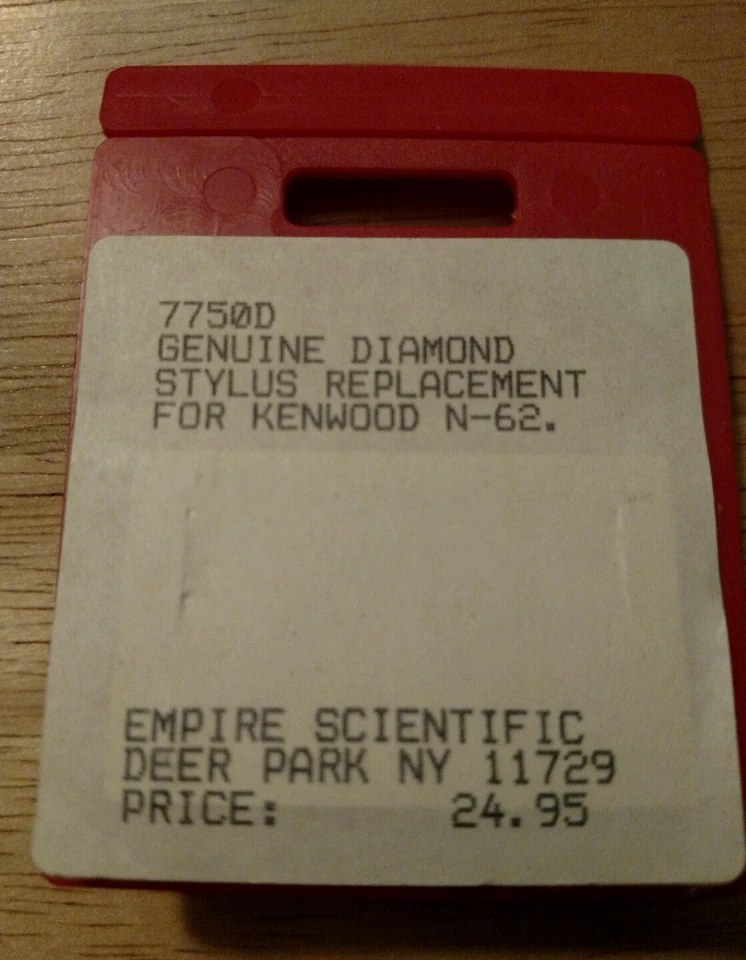 7750D
GENUINE DIAMOND
STYLUS REPLACEMENT
FOR KENWOOD N-62.
EMPIRE SCIENTIFIC
DEER PARK NY 11729
PRICE: 24.95